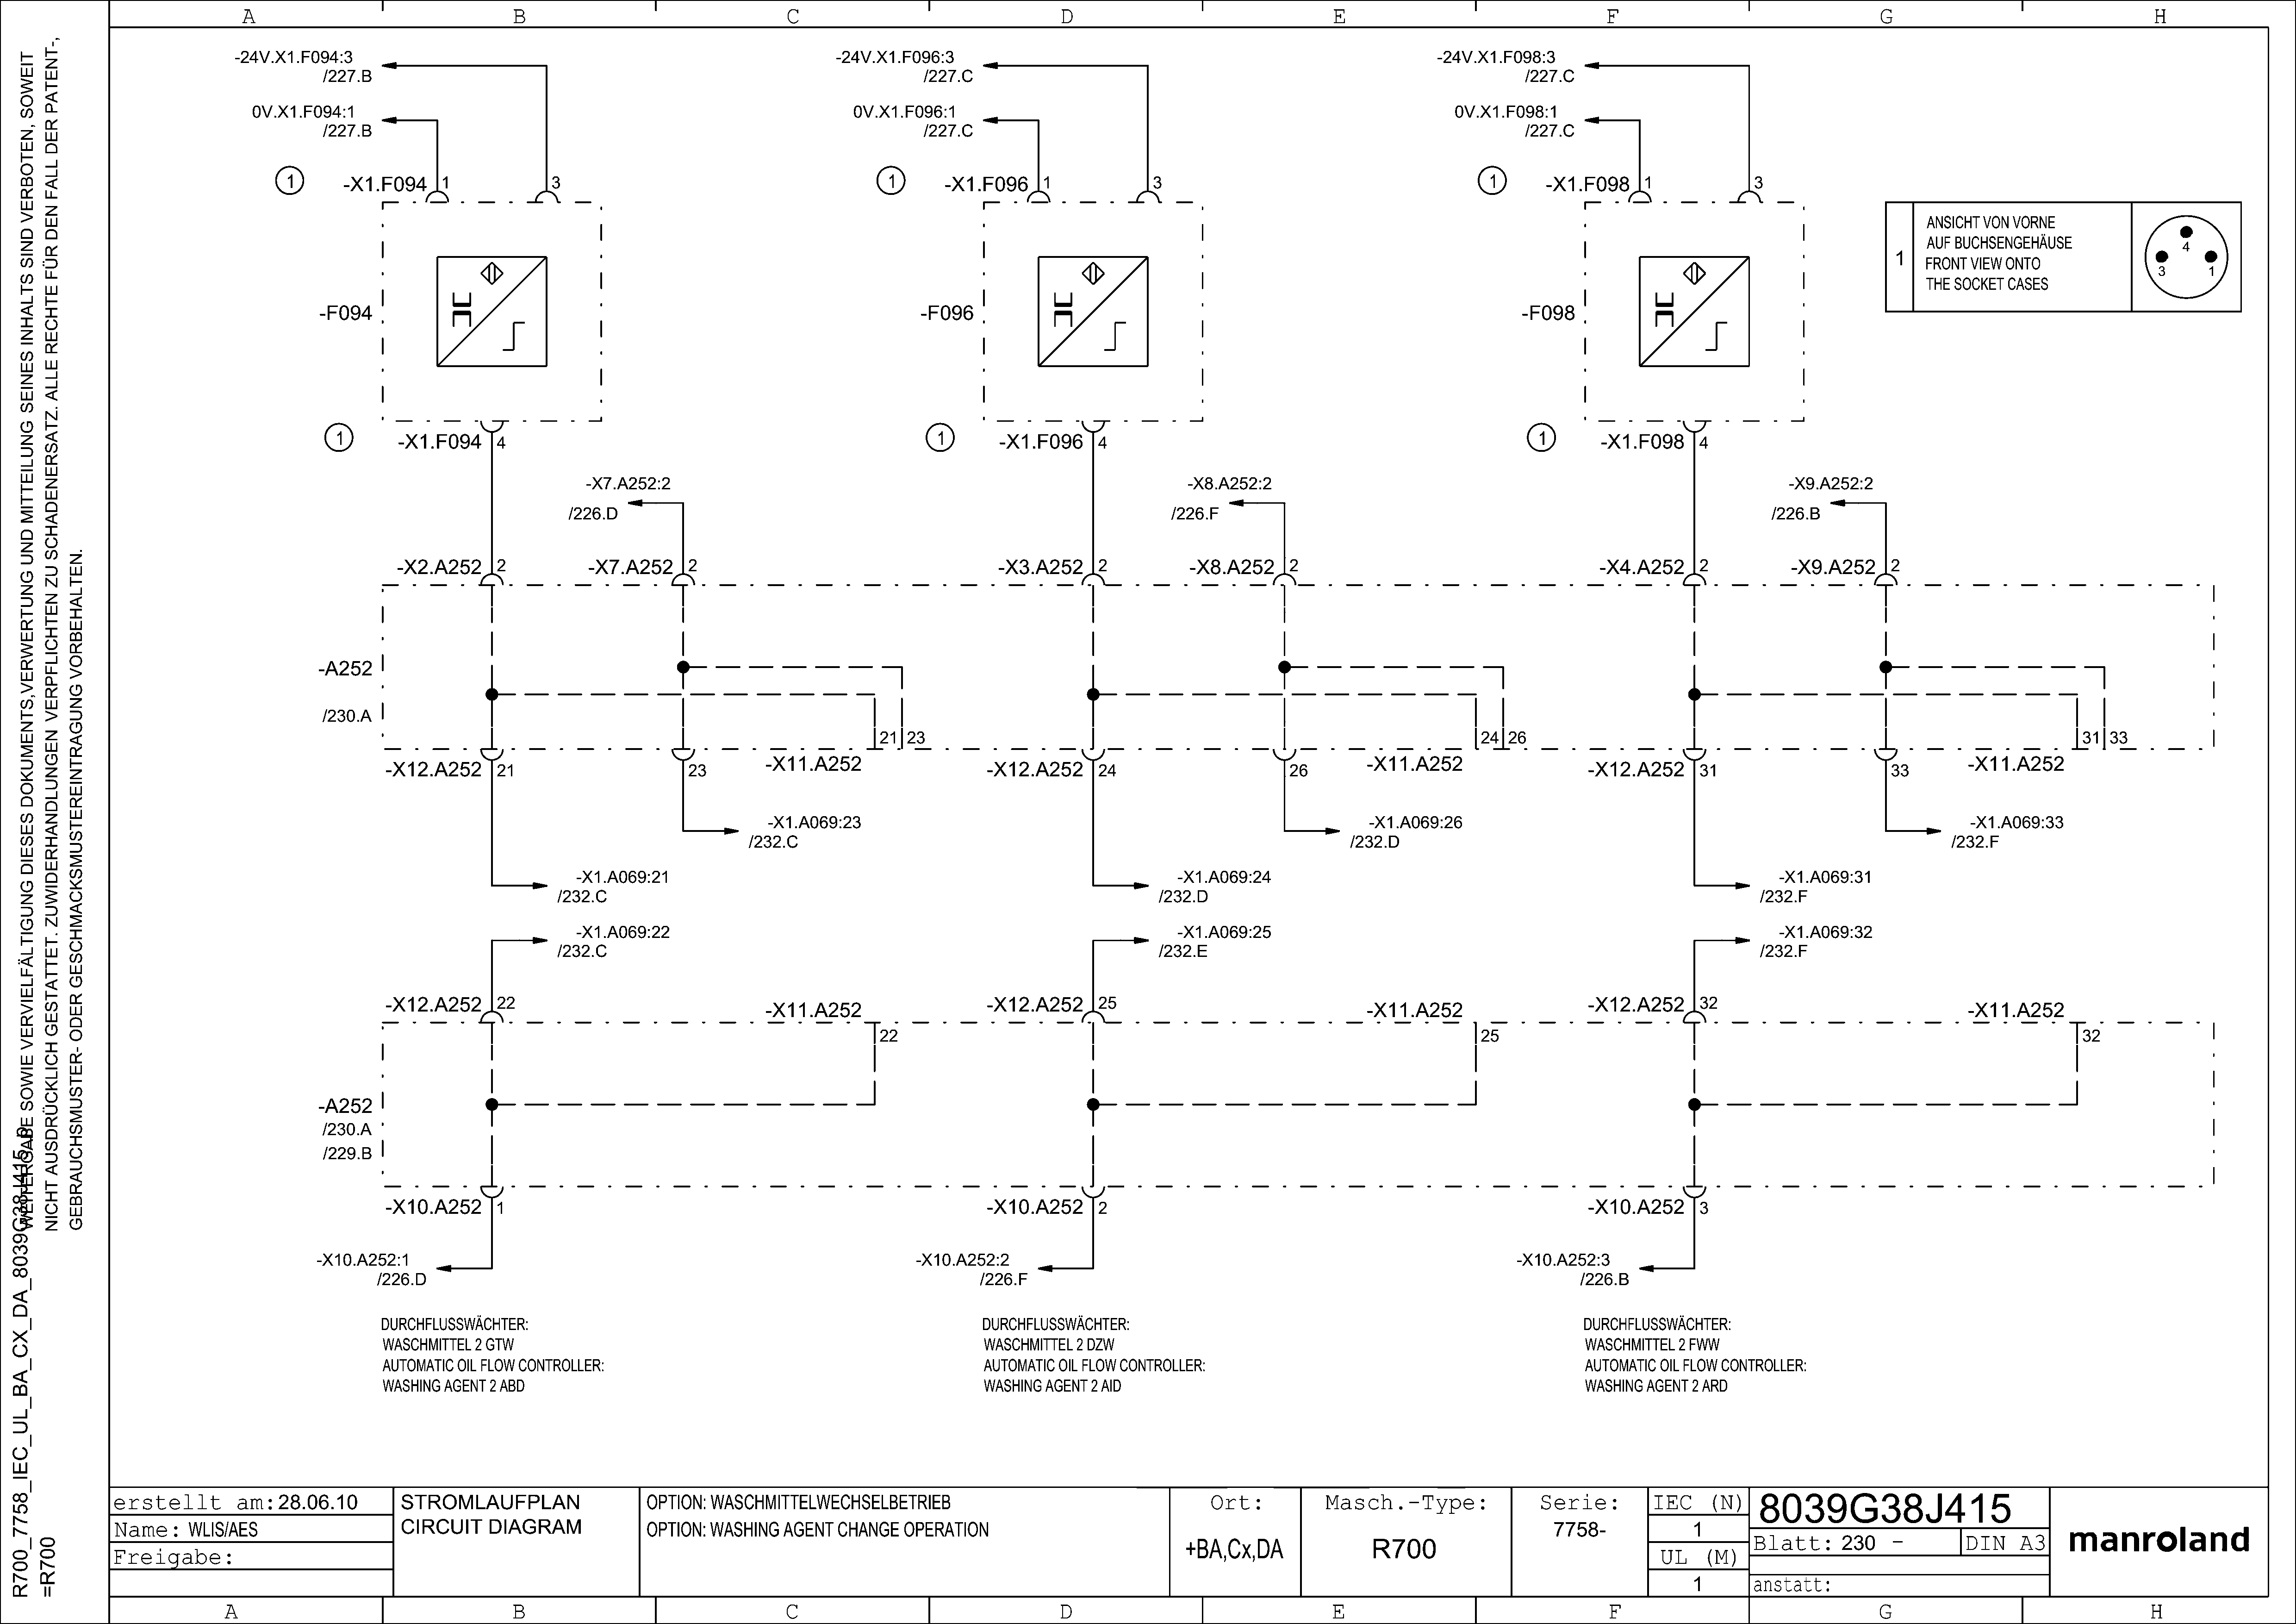 A B C D E F G H
-24V.X1.F094:3
/227.B
0V.X1.F094:1
/227.B
1 -X1.F094 1 3
-F094
1 -X1.F094 4
-24V.X1.F096:3
/227.C
0V.X1.F096:1
/227.C
1 -X1.F096 1 3
-F096
1 -X1.F096 4
-24V.X1.F098:3
/227.C
0V.X1.F098:1
/227.C
1 -X1.F098 1 3
-F098
1 -X1.F098 4
1
ANSICHT VON VORNE
AUF BUCHSENGEHÄUSE
FRONT VIEW ONTO
THE SOCKET CASES
4
3 1
-X7.A252:2
/226.D
-X8.A252:2
/226.F
-X9.A252:2
/226.B
-X2.A252 2 -X7.A252 2 -X3.A252 2 -X8.A252 2 -X4.A252 2 -X9.A252 2
-A252
/230.A
21 23 24 26 31 33
-X12.A252 21 23 -X11.A252 -X12.A252 24 26 -X11.A252 -X12.A252 31 33 -X11.A252
-X1.A069:23
/232.C
-X1.A069:26
/232.D
-X1.A069:33
/232.F
-X1.A069:21
/232.C
-X1.A069:24
/232.D
-X1.A069:31
/232.F
-X1.A069:22
/232.C
-X1.A069:25
/232.E
-X1.A069:32
/232.F
-X12.A252 22 -X11.A252 -X12.A252 25 -X11.A252 -X12.A252 32 -X11.A252
22 25 32
-A252
/230.A
/229.B
-X10.A252 1 -X10.A252 2 -X10.A252 3
-X10.A252:1
/226.D
-X10.A252:2
/226.F
-X10.A252:3
/226.B
DURCHFLUSSWÄCHTER:
WASCHMITTEL 2 GTW
AUTOMATIC OIL FLOW CONTROLLER:
WASHING AGENT 2 ABD
DURCHFLUSSWÄCHTER:
WASCHMITTEL 2 DZW
AUTOMATIC OIL FLOW CONTROLLER:
WASHING AGENT 2 AID
DURCHFLUSSWÄCHTER:
WASCHMITTEL 2 FWW
AUTOMATIC OIL FLOW CONTROLLER:
WASHING AGENT 2 ARD
erstellt am: 28.06.10
Name: WLIS/AES
Freigabe:
STROMLAUFPLAN
CIRCUIT DIAGRAM
OPTION: WASCHMITTELWECHSELBETRIEB
OPTION: WASHING AGENT CHANGE OPERATION
Ort:
+BA,Cx,DA
Masch.-Type:
R700
Serie:
7758-
IEC (N)
1
UL (M)
1
8039G38J415
Blatt: 230 - DIN A3
anstatt:
manroland
A B C D E F G H
WEITERGABE SOWIE VERVIELFÄLTIGUNG DIESES DOKUMENTS,VERWERTUNG UND MITTEILUNG SEINES INHALTS SIND VERBOTEN, SOWEIT
NICHT AUSDRÜCKLICH GESTATTET. ZUWIDERHANDLUNGEN VERPFLICHTEN ZU SCHADENERSATZ. ALLE RECHTE FÜR DEN FALL DER PATENT-,
GEBRAUCHSMUSTER- ODER GESCHMACKSMUSTEREINTRAGUNG VORBEHALTEN.
R700_7758_IEC_UL_BA_CX_DA_8039G38J415_D
=R700